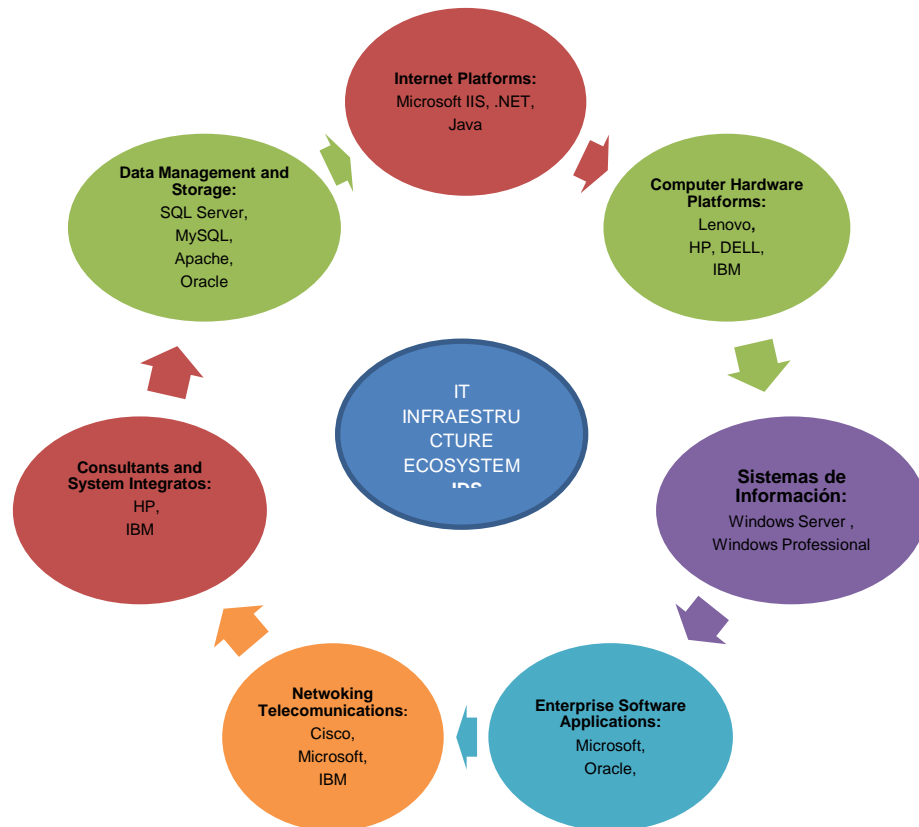 Internet Platforms:
Microsoft IIS, .NET,
Java
Computer Hardware
Platforms:
Lenovo,
HP, DELL,
IBM
Sistemas de
Información:
Windows Server ,
Windows Professional
Enterprise Software
Applications:
Microsoft,
Oracle,
Netwoking
Telecomunications:
Cisco,
Microsoft,
IBM
Consultants and
System Integratos:
HP,
IBM
Data Management and
Storage:
SQL Server,
MySQL,
Apache,
Oracle
IT
INFRAESTRU
CTURE
ECOSYSTEM